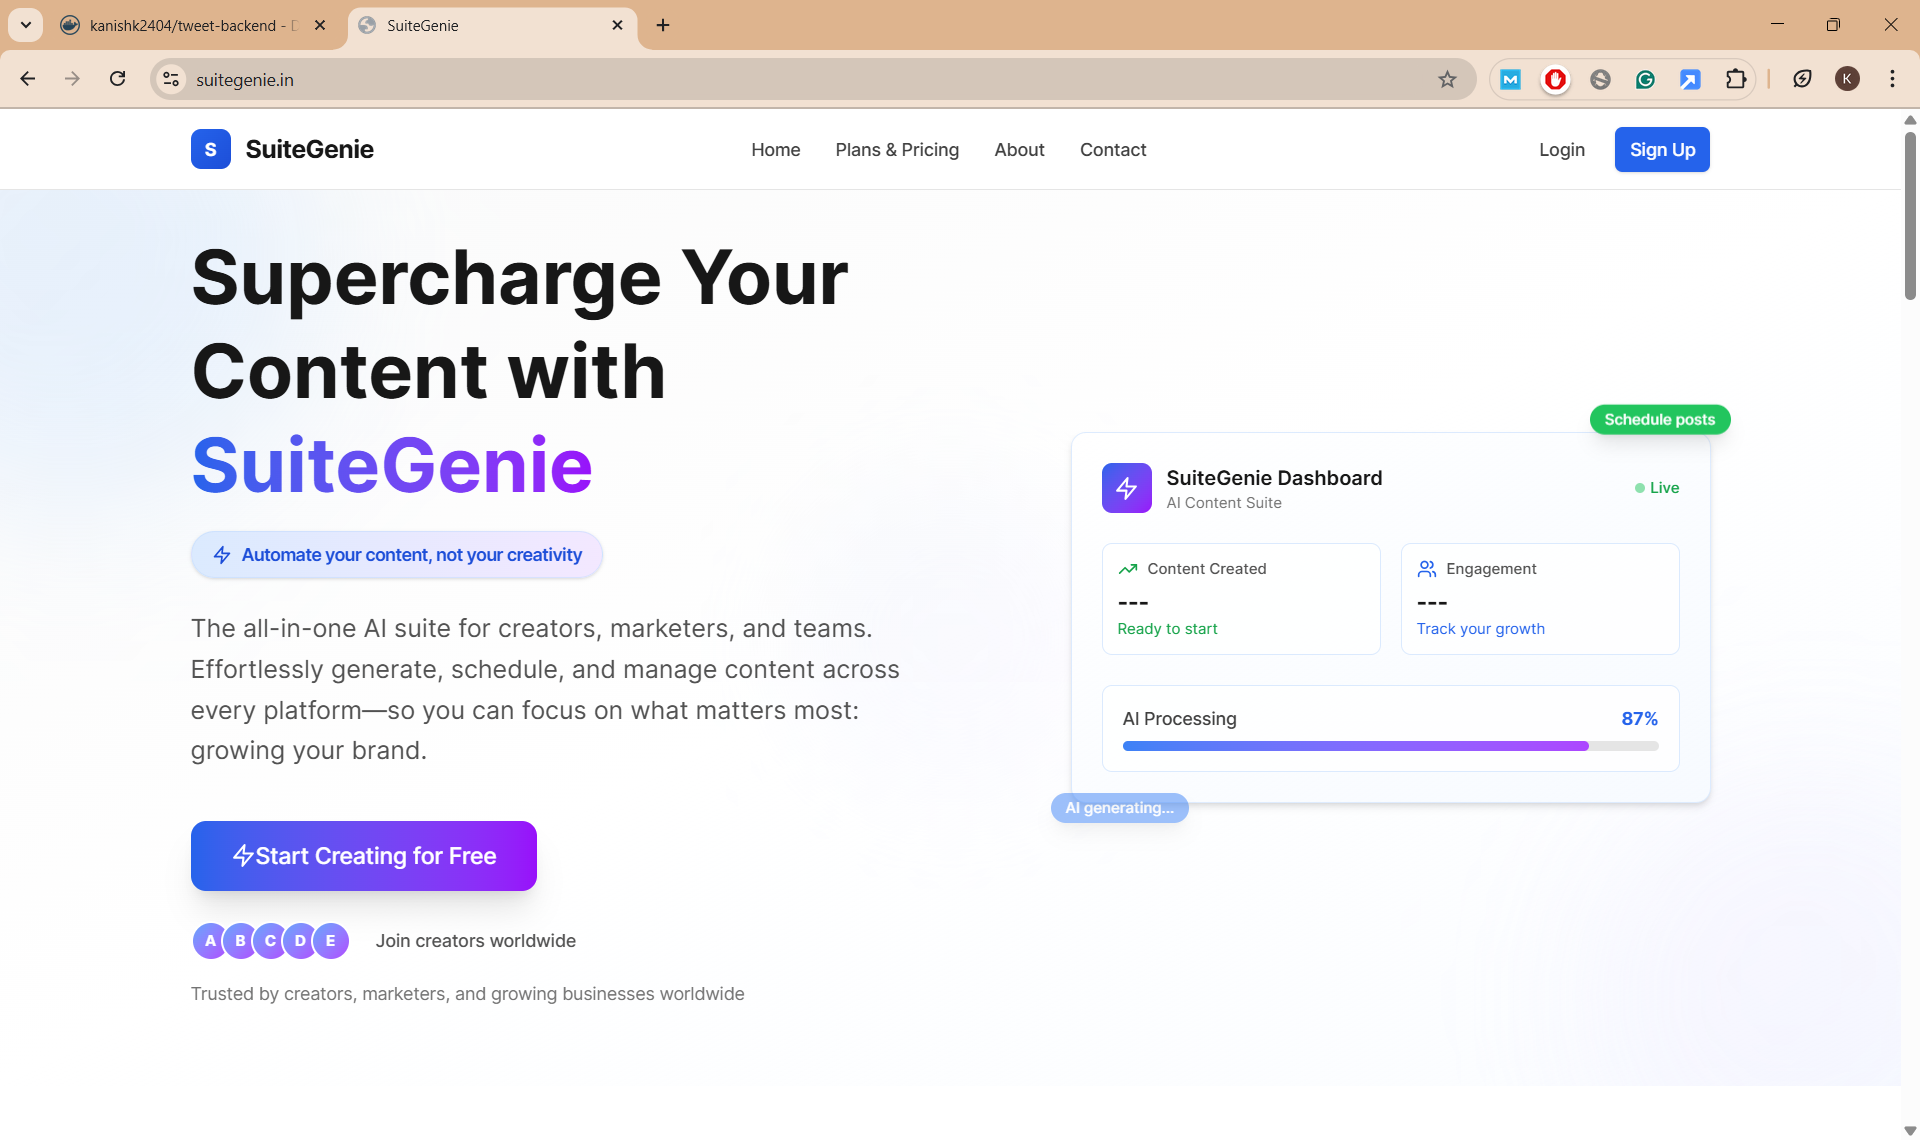 kanishk2404/tweet-backend - D
SuiteGenie
suitegenie.in
K
S
SuiteGenie
Home
Plans & Pricing
About
Contact
Login
Sign Up
Supercharge Your
Content with
SuiteGenie
Automate your content, not your creativity
The all-in-one AI suite for creators, marketers, and teams.
Effortlessly generate, schedule, and manage content across
every platform—so you can focus on what matters most:
growing your brand.
Start Creating for Free
A B C D E
Join creators worldwide
Trusted by creators, marketers, and growing businesses worldwide
Schedule posts
SuiteGenie Dashboard
AI Content Suite
Live
Content Created
---
Ready to start
Engagement
---
Track your growth
AI Processing
87%
AI generating...